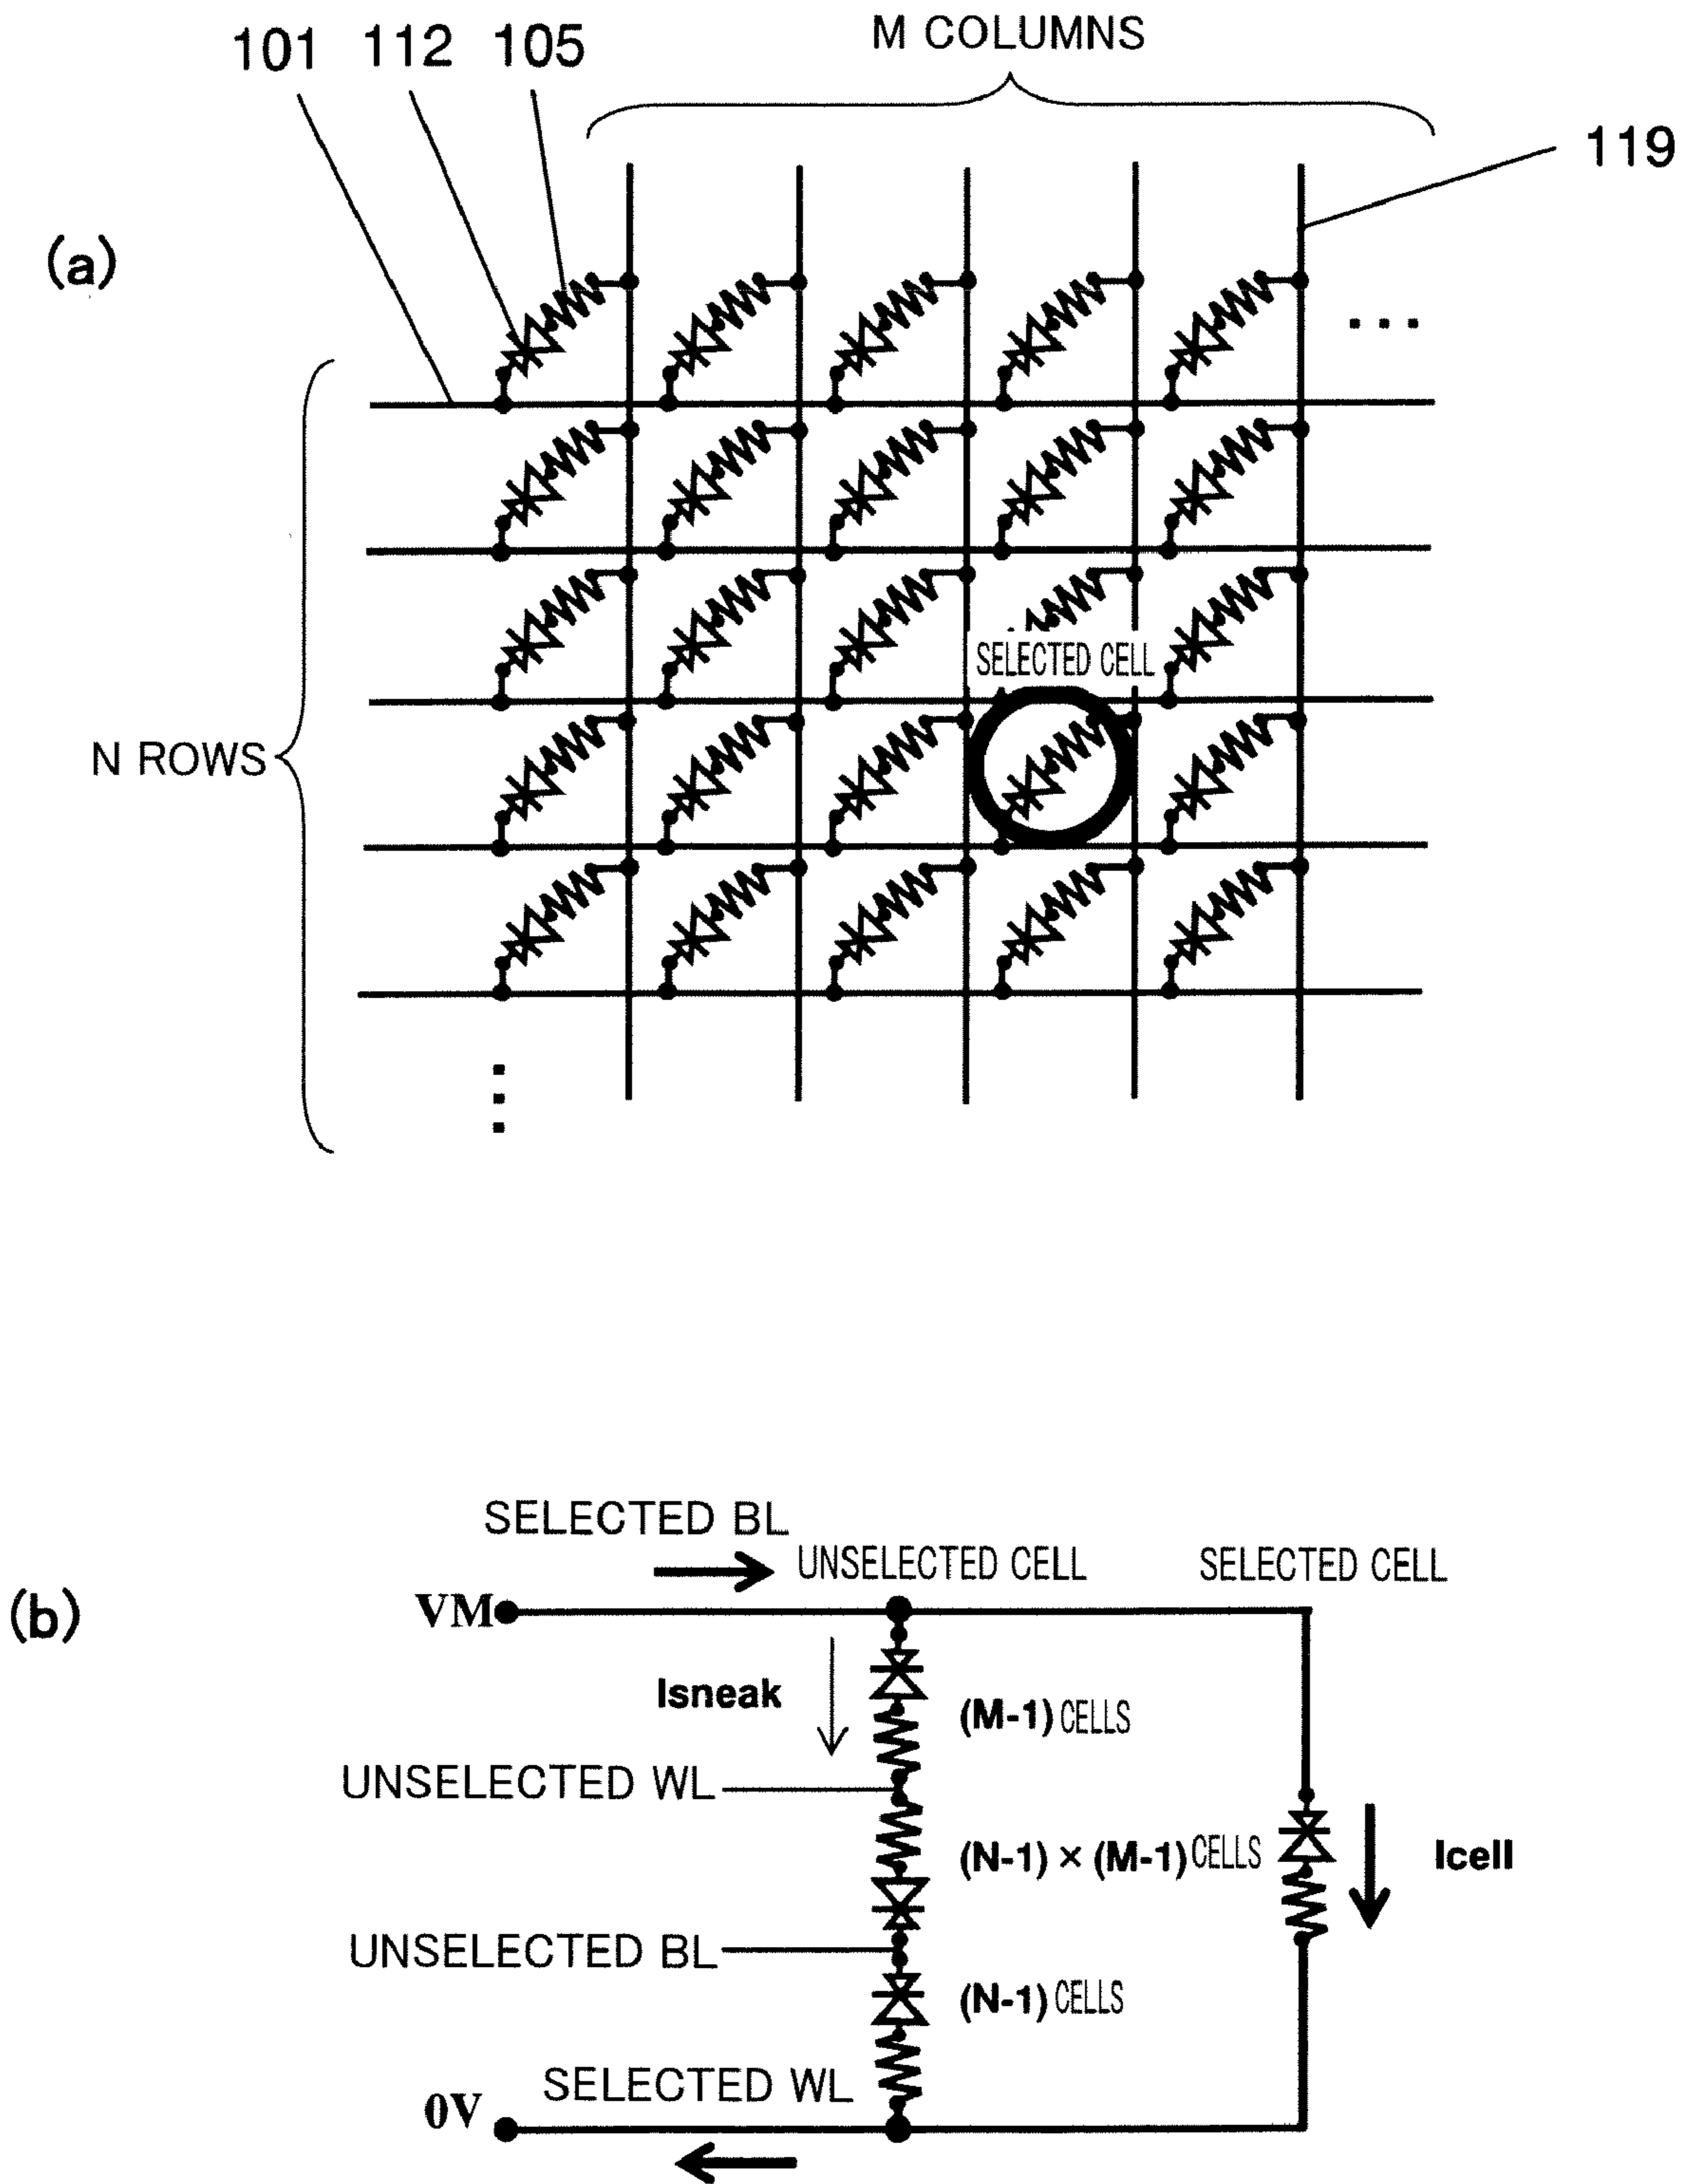 M COLUMNS
101 112 105
119
(a)
...
SELECTED CELL
N ROWS
SELECTED BL
UNSELECTED CELL
SELECTED CELL
(b)
VM
Isneak
(M-1) CELLS
UNSELECTED WL
(N-1) × (M-1) CELLS
Icell
UNSELECTED BL
(N-1) CELLS
SELECTED WL
0V